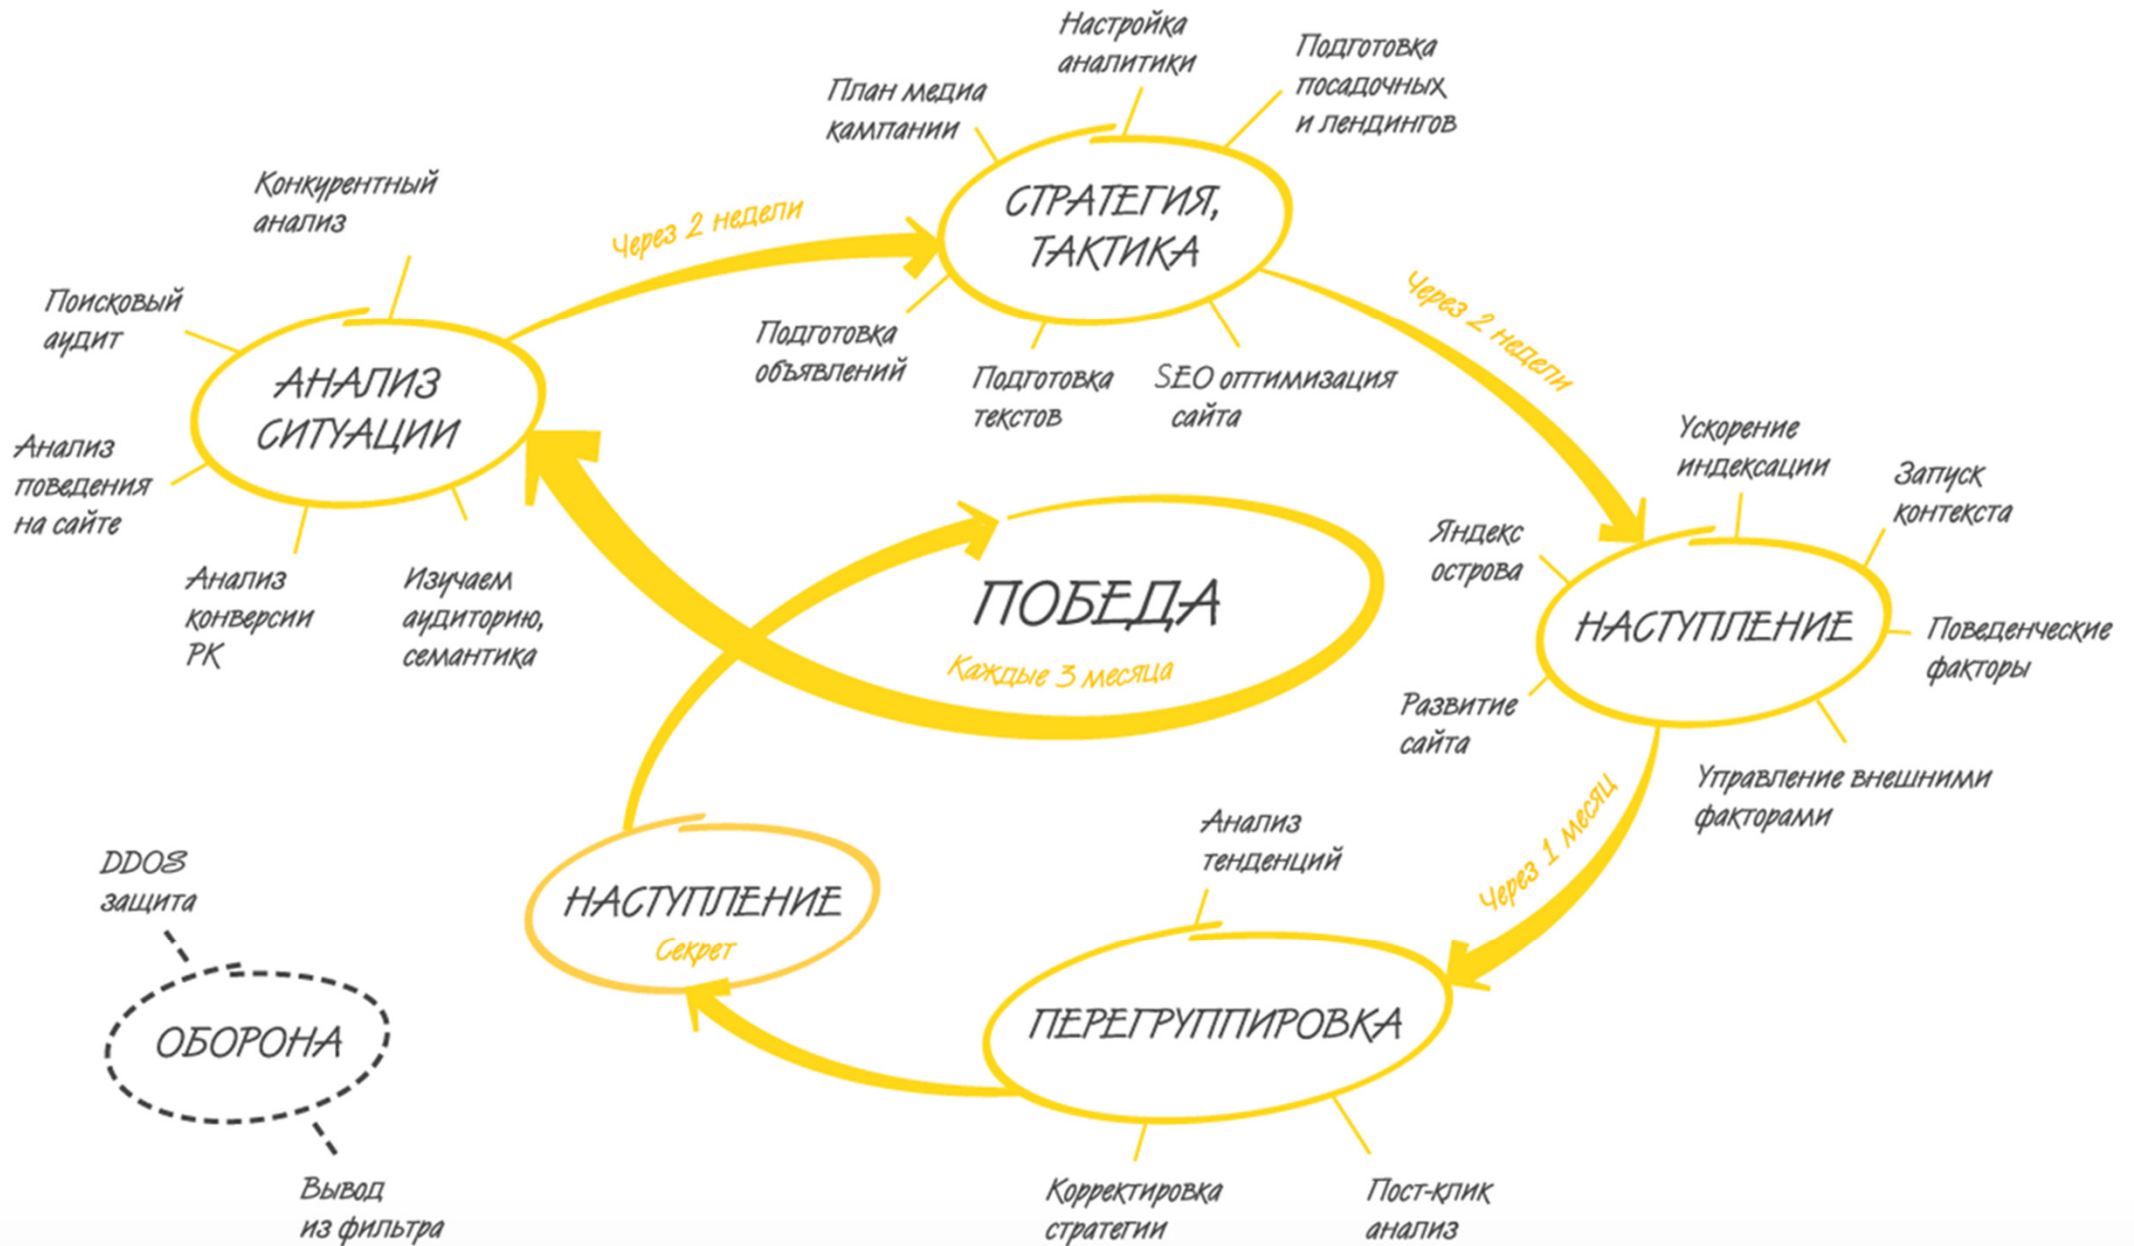 Настройка
аналитики
Подготовка
посадочных
и лендингов
План медиа
кампании
СТРАТЕГИЯ,
ТАКТИКА
Подготовка
объявлений
Подготовка
текстов
SEO оптимизация
сайта
Через 2 недели
Конкурентный
анализ
Поисковый
аудит
АНАЛИЗ
СИТУАЦИИ
Анализ
поведения
на сайте
Анализ
конверсии
РК
Изучаем
аудиторию,
семантика
Через 2 недели
Ускорение
индексации
Запуск
контекста
Яндекс
острова
НАСТУПЛЕНИЕ
Поведенческие
факторы
Развитие
сайта
Управление внешними
факторами
ПОБЕДА
Каждые 3 месяца
Через 1 месяц
Анализ
тенденций
ПЕРЕГРУППИРОВКА
Корректировка
стратегии
Пост-клик
анализ
НАСТУПЛЕНИЕ
Секрет
DDOS
защита
ОБОРОНА
Вывод
из фильтра